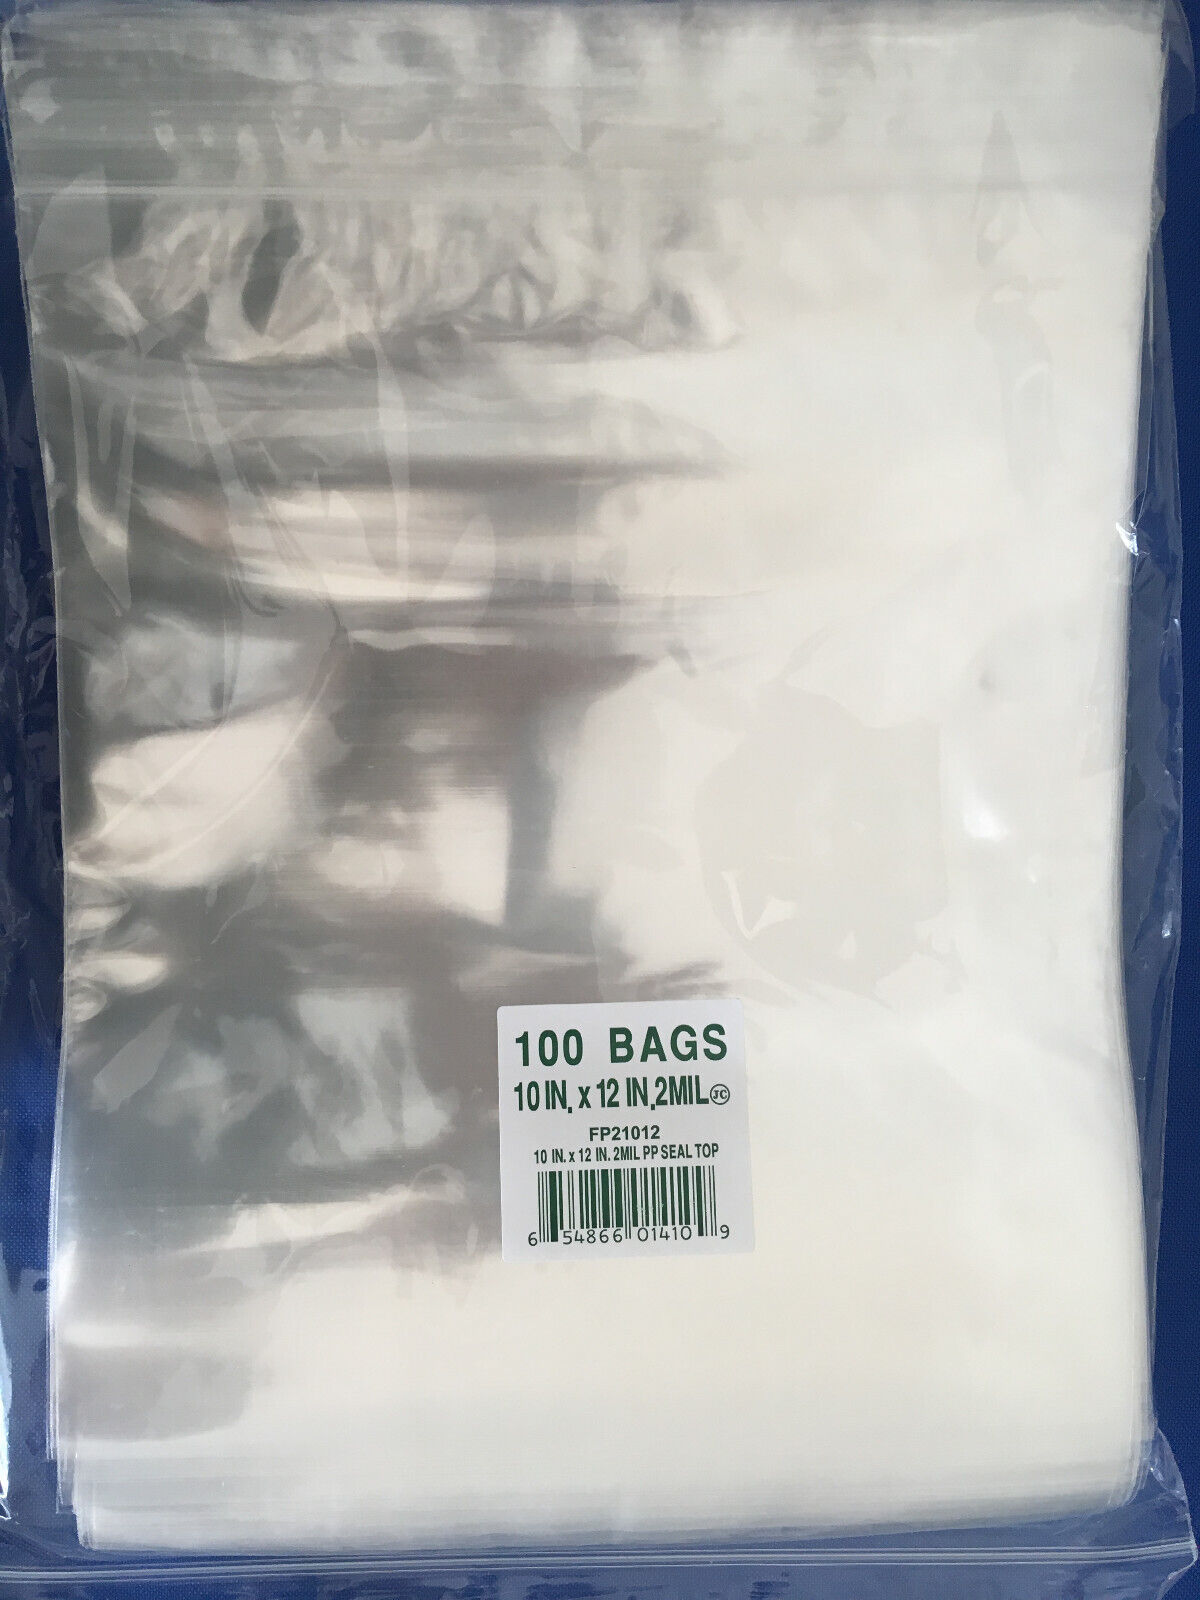 100 BAGS
10 IN. x 12 IN.2MIL JC
FP21012
10 IN. x 12 IN. 2MIL PP SEAL TOP
6 54866 01410 9